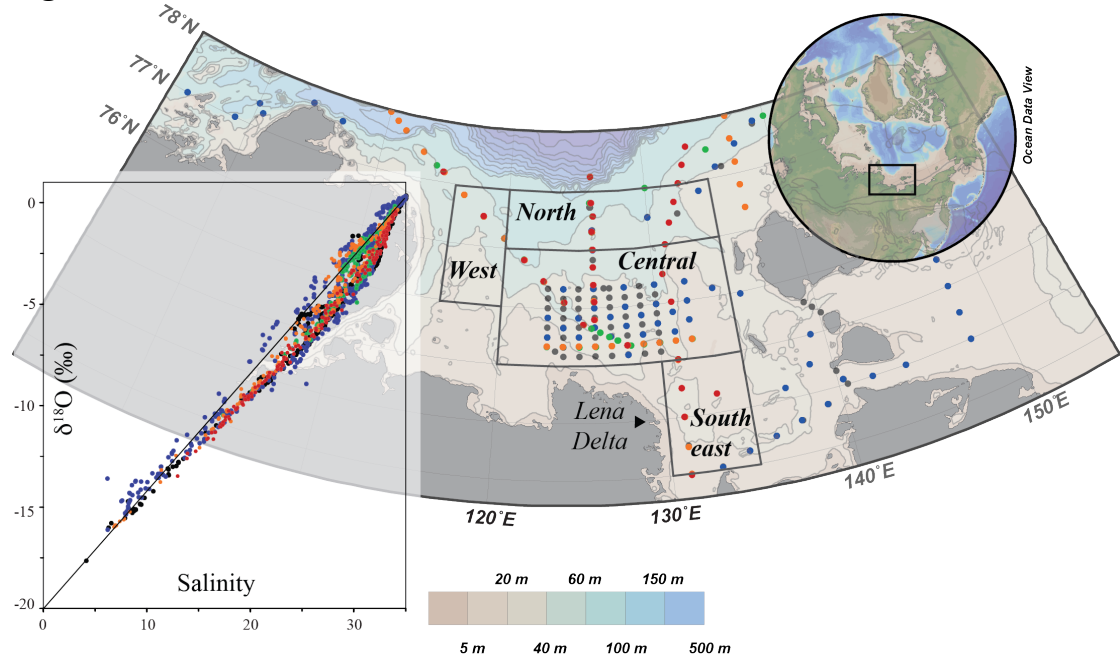 78°N
77°N
76°N
Ocean Data View
North
West
Central
South
east
Lena
Delta
120°E
130°E
140°E
150°E
0
-5
-10
-15
-20
δ18O (‰)
Salinity
0
10
20
30
20 m
60 m
150 m
5 m
40 m
100 m
500 m